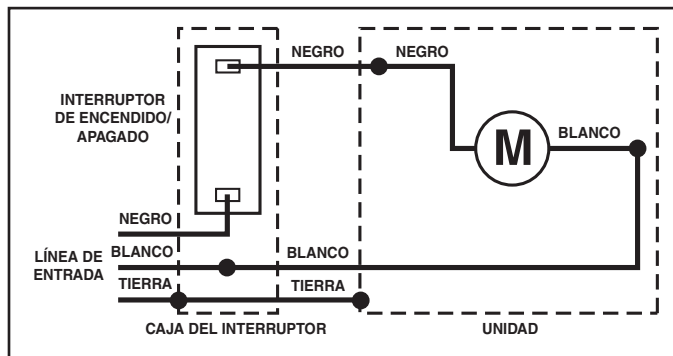 NEGRO
NEGRO
INTERRUPTOR
DE ENCENDIDO/
APAGADO
M
BLANCO
NEGRO
LÍNEA DE
ENTRADA
BLANCO
BLANCO
TIERRA
TIERRA
CAJA DEL INTERRUPTOR
UNIDAD